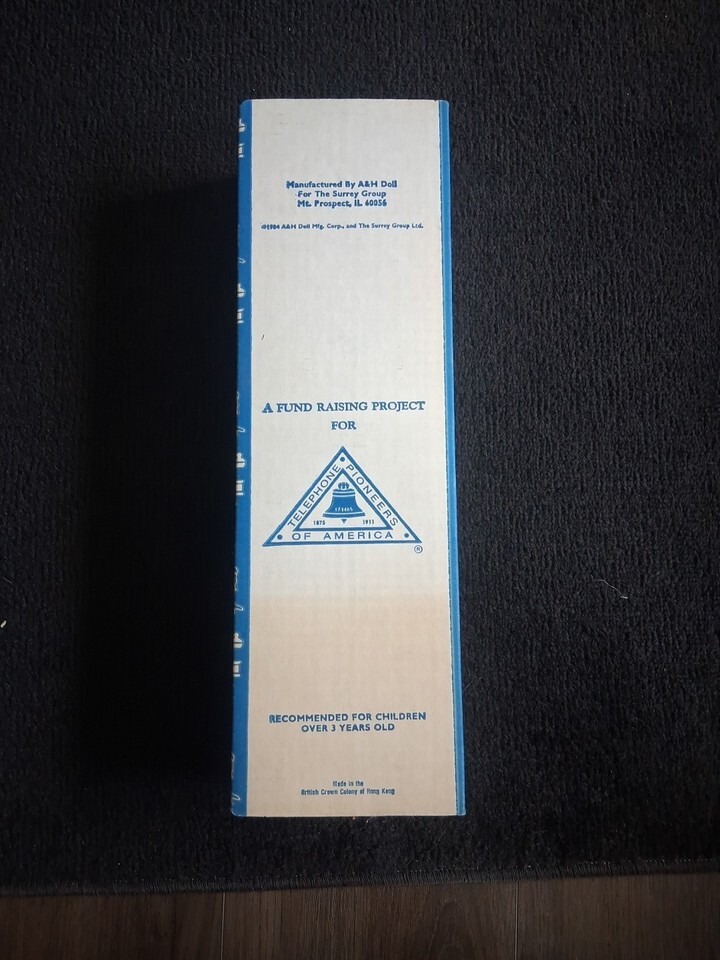 Manufactured By A&H Doll
For The Surrey Group
Mt. Prospect, IL 60056
©1984 A&H Doll Mfg. Corp., and The Surrey Group Ltd.
A FUND RAISING PROJECT
FOR
TELEPHONE PIONEERS
1875 1911
OF AMERICA
®
RECOMMENDED FOR CHILDREN
OVER 3 YEARS OLD
Made in the
British Crown Colony of Hong Kong